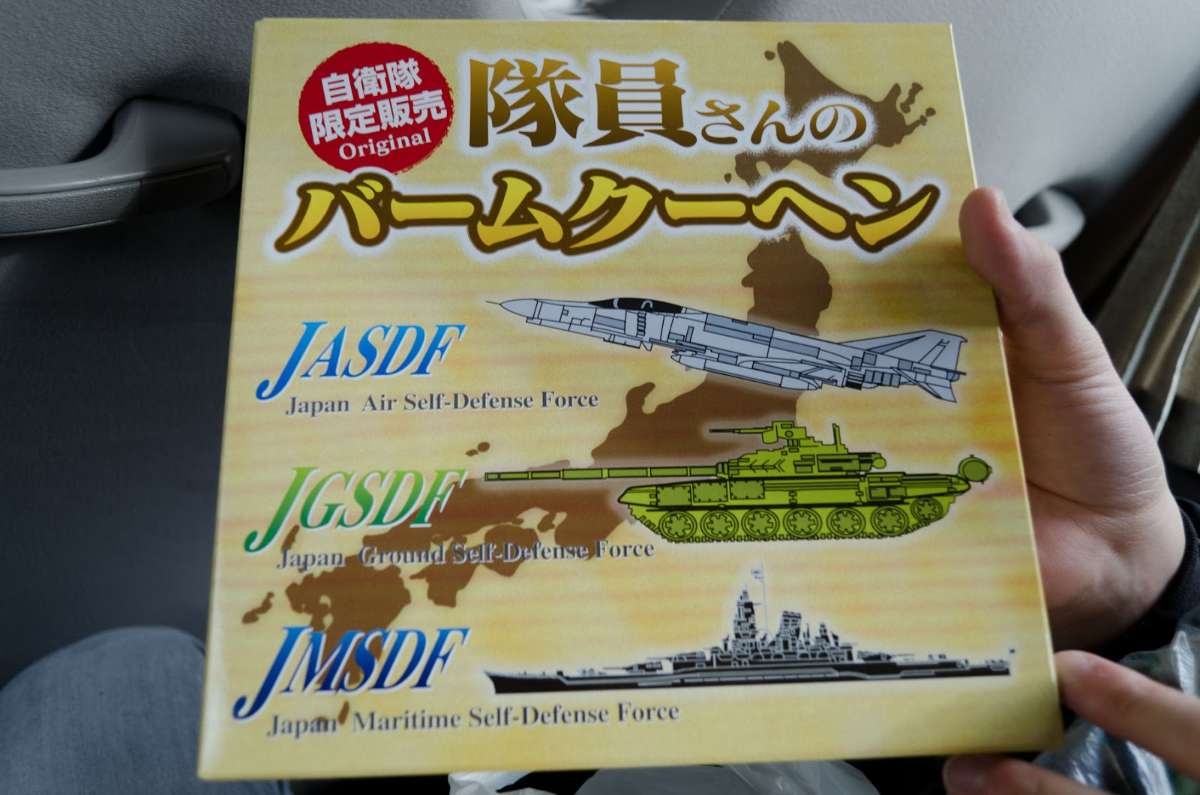 自衛隊
限定販売
Original
隊員さんの
バームクーヘン
JASDF
Japan Air Self-Defense Force
JGSDF
Japan Ground Self-Defense Force
JMSDF
Japan Maritime Self-Defense Force